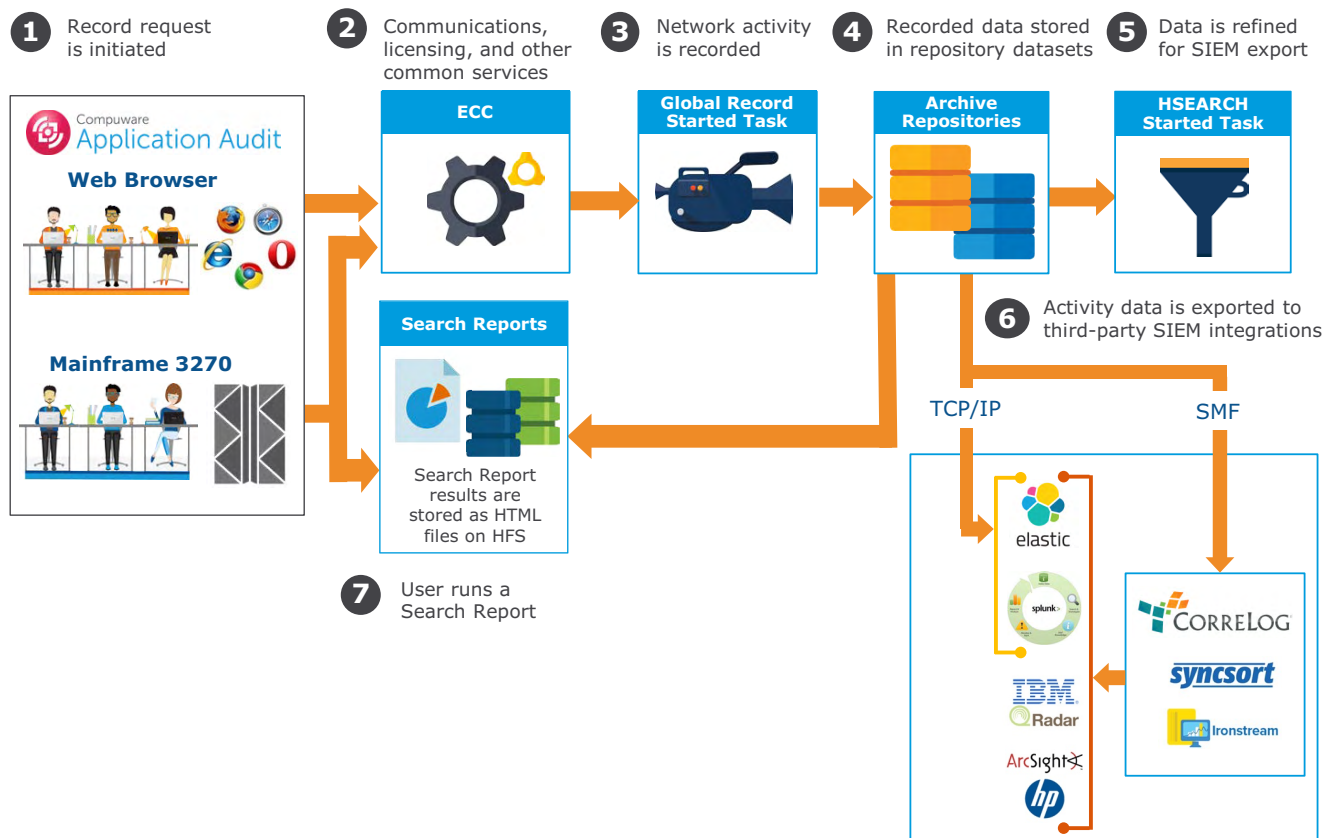 1
Record request
is initiated
2
Communications,
licensing, and other
common services
3
Network activity
is recorded
4
Recorded data stored
in repository datasets
5
Data is refined
for SIEM export
Compuware
Application Audit
Web Browser
Mainframe 3270
ECC
Global Record
Started Task
Archive
Repositories
HSEARCH
Started Task
Search Reports
Search Report
results are
stored as HTML
files on HFS
6
Activity data is exported to
third-party SIEM integrations
7
User runs a
Search Report
TCP/IP
SMF
elastic
splunk>
IBM
QRadar
ArcSight
hp
CORRELOG
syncsort
Ironstream